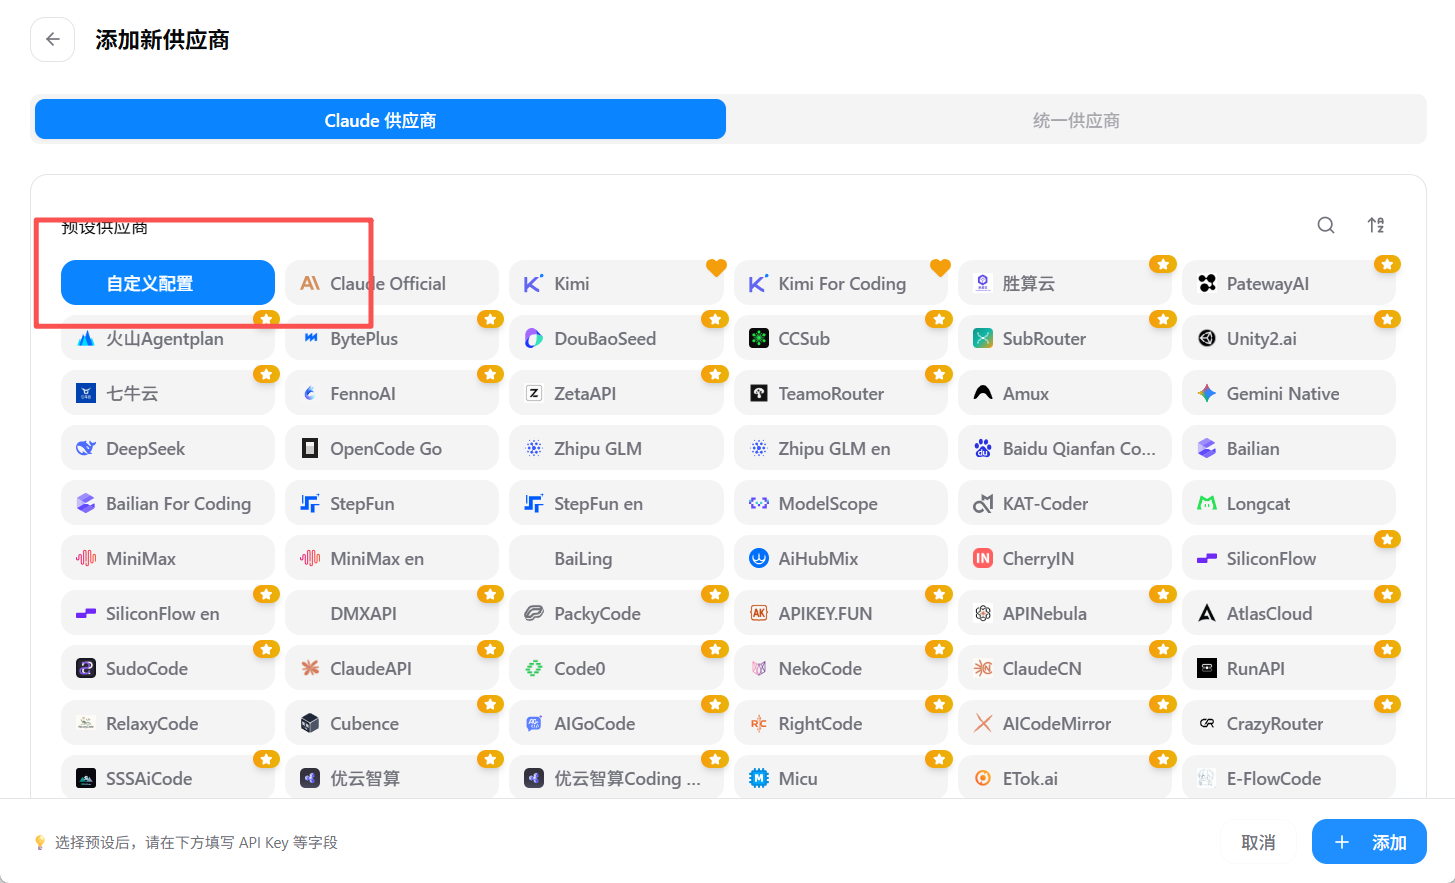 添加新供应商
Claude 供应商
统一供应商
预设供应商
自定义配置
Claude Official
Kimi
Kimi For Coding
胜算云
PatewayAI
火山Agentplan
BytePlus
DouBaoSeed
CCSub
SubRouter
Unity2.ai
七牛云
FennoAI
ZetaAPI
TeamoRouter
Amux
Gemini Native
DeepSeek
OpenCode Go
Zhipu GLM
Zhipu GLM en
Baidu Qianfan Co...
Bailian
Bailian For Coding
StepFun
StepFun en
ModelScope
KAT-Coder
Longcat
MiniMax
MiniMax en
BaiLing
AiHubMix
CherryIN
SiliconFlow
SiliconFlow en
DMXAPI
PackyCode
APIKEY.FUN
APINebula
AtlasCloud
SudoCode
ClaudeAPI
Code0
NekoCode
ClaudeCN
RunAPI
RelaxyCode
Cubence
AIGoCode
RightCode
AICodeMirror
CrazyRouter
SSSAiCode
优云智算
优云智算Coding ...
Micu
ETok.ai
E-FlowCode
选择预设后，请在下方填写 API Key 等字段
取消
添加